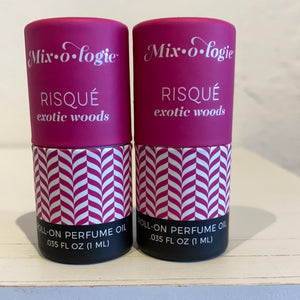 Mix·o·logie
RISQUÉ
exotic woods
ROLL-ON PERFUME OIL
.035 FL OZ (1 ML)
Mix·o·logie
RISQUÉ
exotic woods
ROLL-ON PERFUME OIL
.035 FL OZ (1 ML)